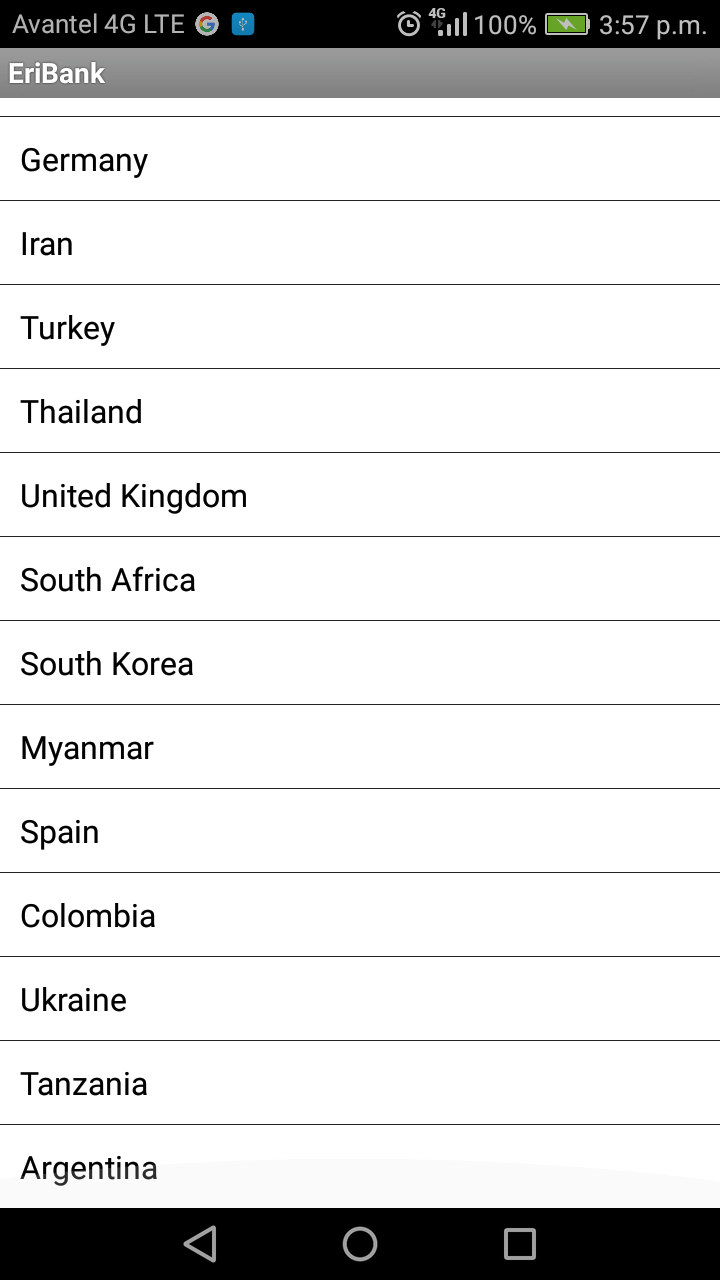 Avantel 4G LTE 4G 100% 3:57 p.m.
EriBank
Germany
Iran
Turkey
Thailand
United Kingdom
South Africa
South Korea
Myanmar
Spain
Colombia
Ukraine
Tanzania
Argentina